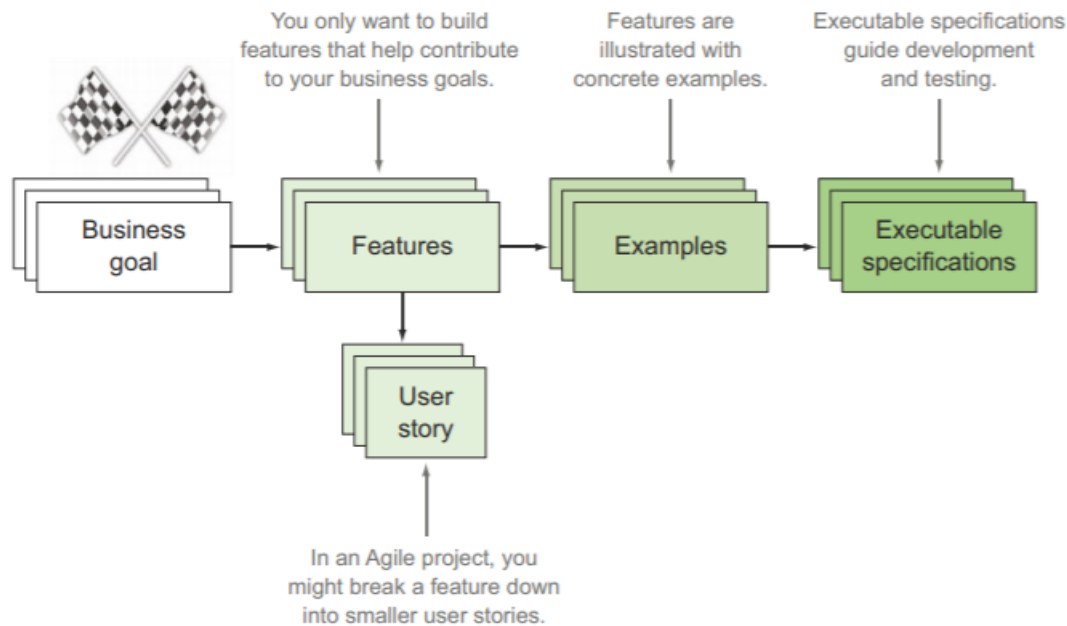 You only want to build
features that help contribute
to your business goals.
Features are
illustrated with
concrete examples.
Executable specifications
guide development
and testing.
Business
goal
Features
Examples
Executable
specifications
User
story
In an Agile project, you
might break a feature down
into smaller user stories.